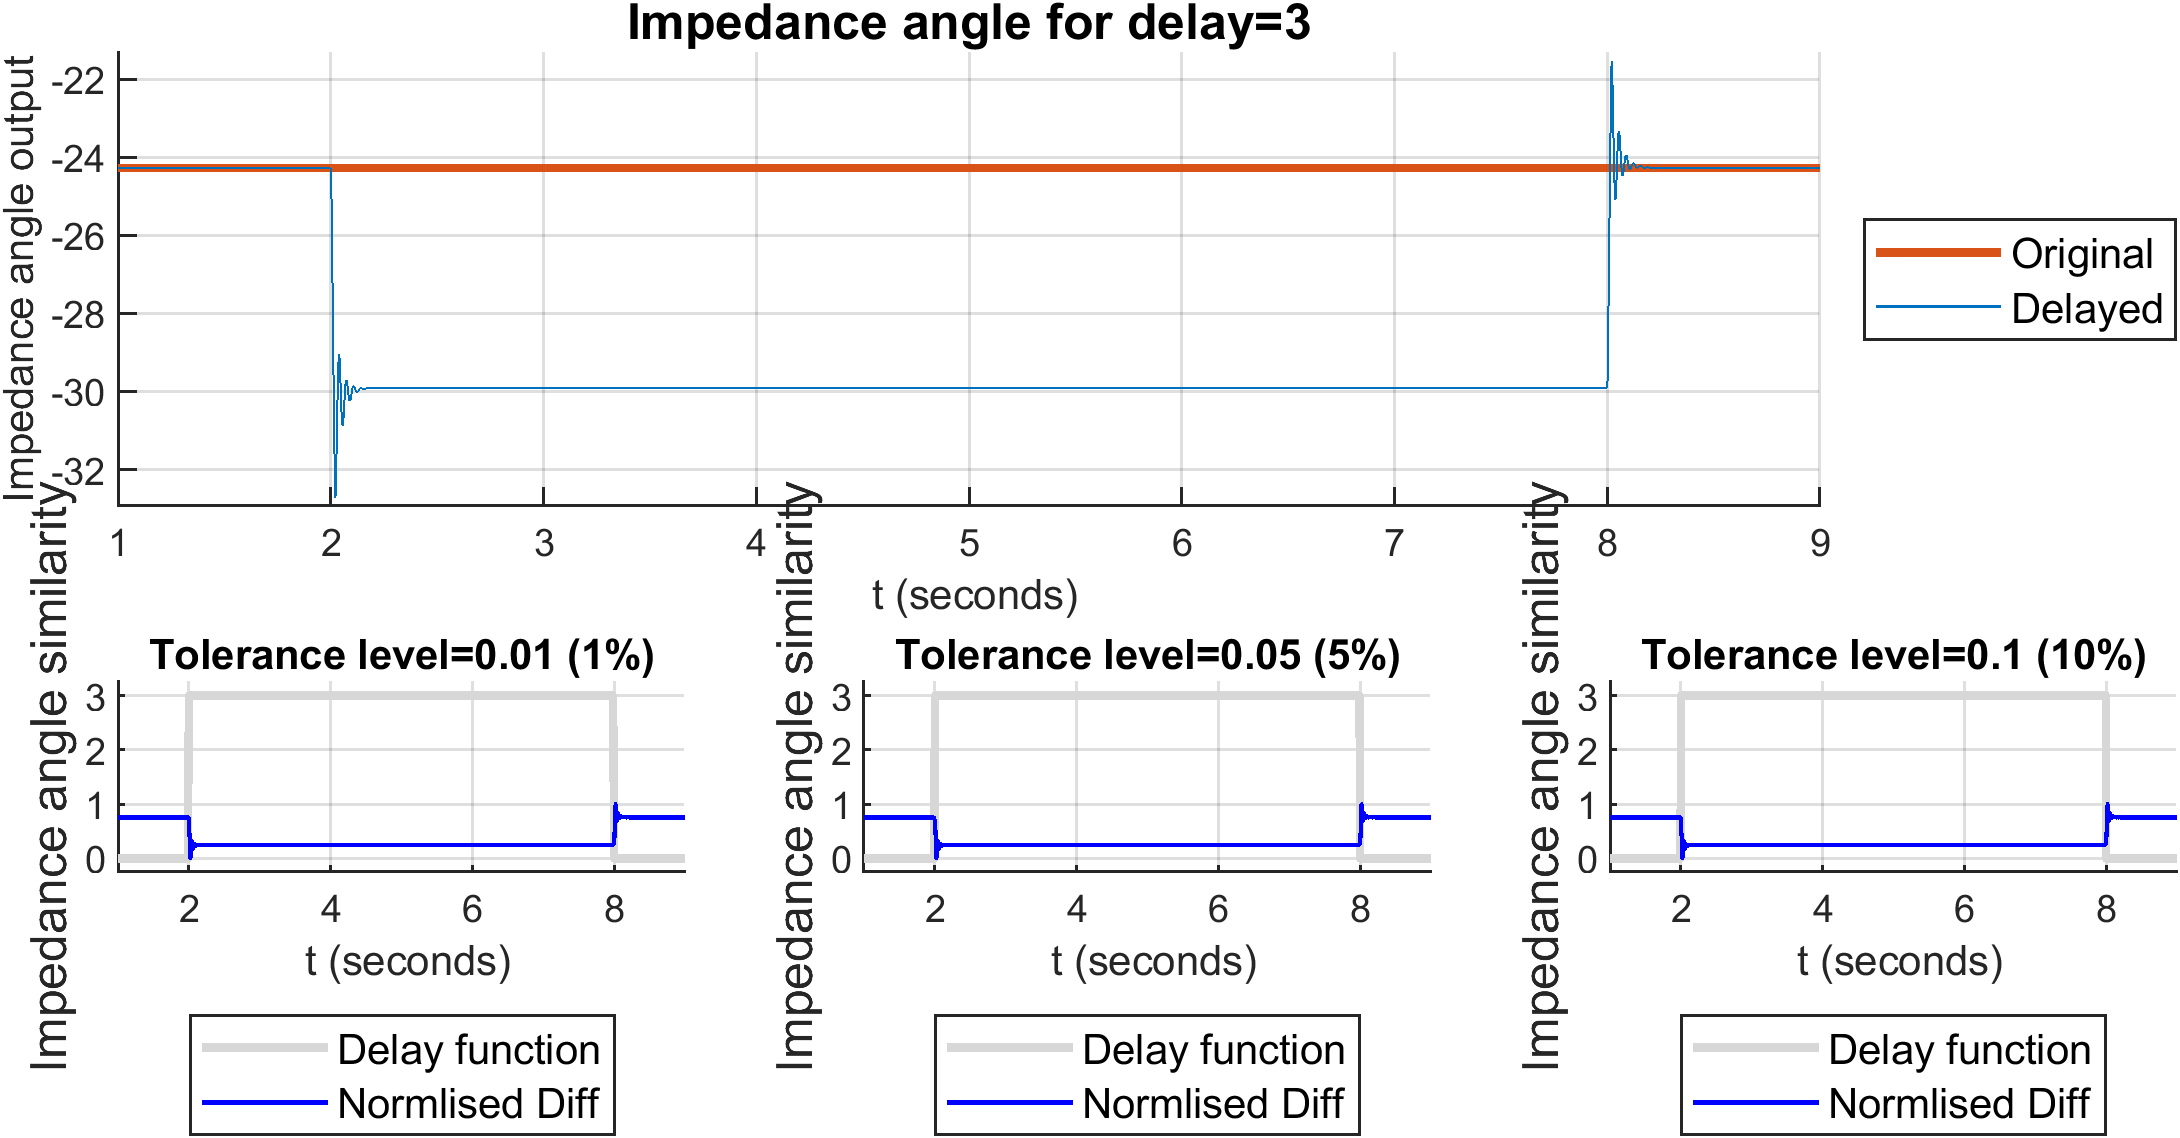 Impedance angle for delay=3
Impedance angle output
-22
-24
-26
-28
-30
-32
1 2 3 4 5 6 7 8 9
t (seconds)
Original
Delayed
Tolerance level=0.01 (1%)
Impedance angle similarity
3
2
1
0
2 4 6 8
t (seconds)
Delay function
Normlised Diff
Tolerance level=0.05 (5%)
Impedance angle similarity
3
2
1
0
2 4 6 8
t (seconds)
Delay function
Normlised Diff
Tolerance level=0.1 (10%)
Impedance angle similarity
3
2
1
0
2 4 6 8
t (seconds)
Delay function
Normlised Diff